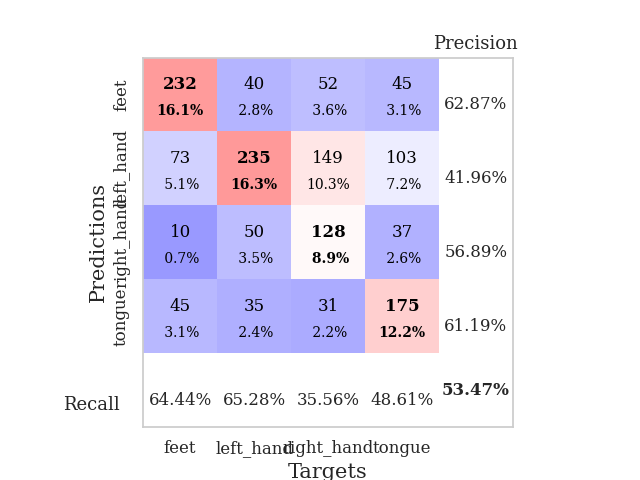 Precision
feet 232 40 52 45 62.87%
16.1% 2.8% 3.6% 3.1%
left_hand 73 235 149 103 41.96%
5.1% 16.3% 10.3% 7.2%
right_hand 10 50 128 37 56.89%
0.7% 3.5% 8.9% 2.6%
tongue 45 35 31 175 61.19%
3.1% 2.4% 2.2% 12.2%
Predictions
Recall 64.44% 65.28% 35.56% 48.61% 53.47%
feet left_hand right_hand tongue
Targets